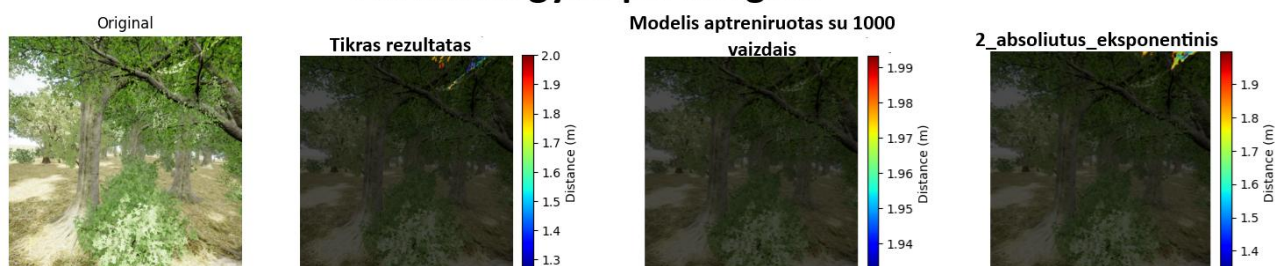 Original
Tikras rezultatas
Modelis aptreniruotas su 1000
vaizdais
2_absoliutus_eksponentinis
2.0
1.9
1.8
1.7
1.6
1.5
1.4
1.3
Distance (m)
1.99
1.98
1.97
1.96
1.95
1.94
Distance (m)
1.9
1.8
1.7
1.6
1.5
1.4
Distance (m)